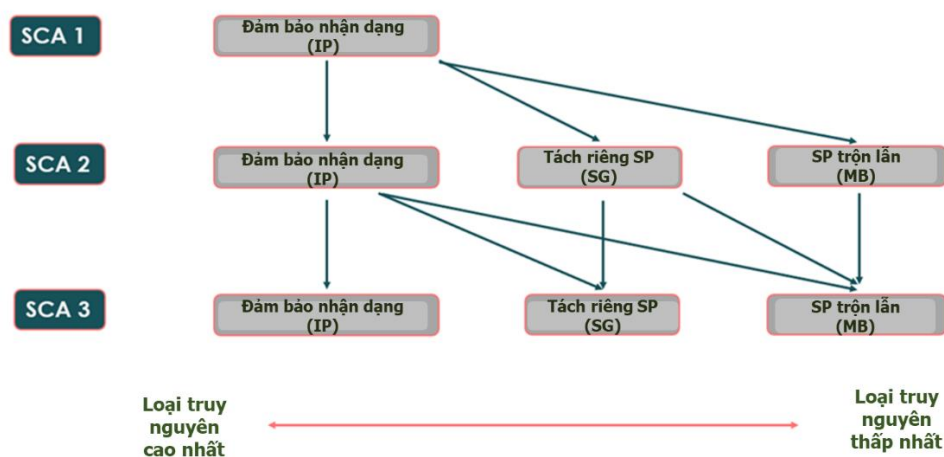 SCA 1
Đảm bảo nhận dạng
(IP)
SCA 2
Đảm bảo nhận dạng
(IP)
Tách riêng SP
(SG)
SP trộn lẫn
(MB)
SCA 3
Đảm bảo nhận dạng
(IP)
Tách riêng SP
(SG)
SP trộn lẫn
(MB)
Loại truy
nguyên
cao nhất
Loại truy
nguyên
thấp nhất